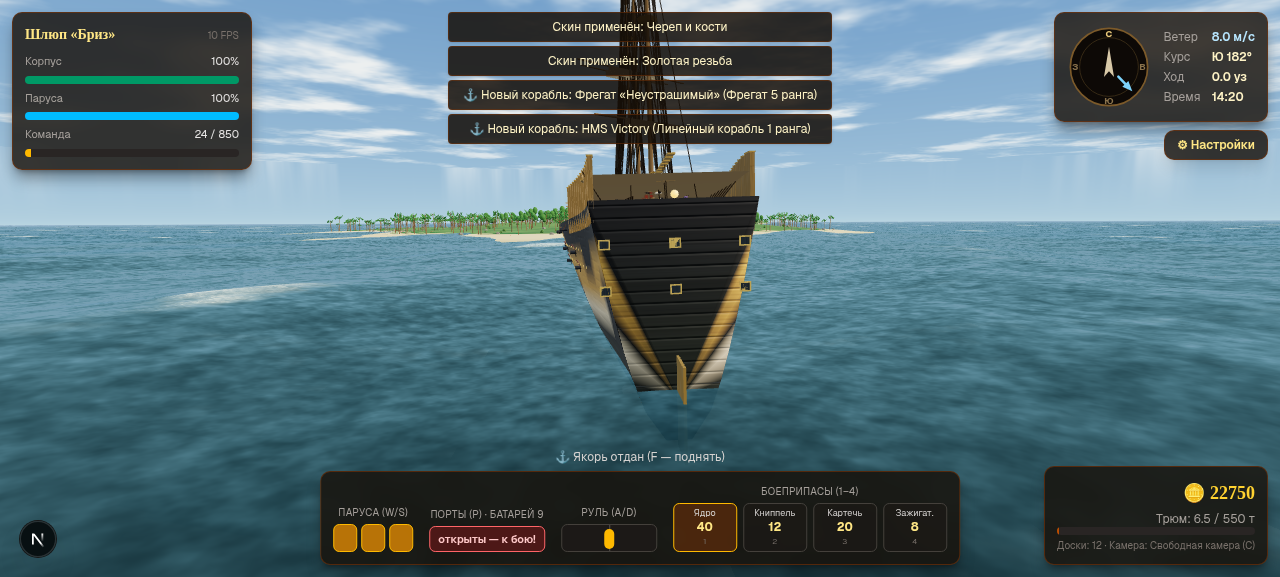 Шлюп «Бриз»
10 FPS
Корпус 100%
Паруса 100%
Команда 24 / 850
Скин применён: Череп и кости
Скин применён: Золотая резьба
⚓ Новый корабль: Фрегат «Неустрашимый» (Фрегат 5 ранга)
⚓ Новый корабль: HMS Victory (Линейный корабль 1 ранга)
С
З В
Ю
Ветер 8.0 м/с
Курс Ю 182°
Ход 0.0 уз
Время 14:20
⚙ Настройки
⚓ Якорь отдан (F — поднять)
ПАРУСА (W/S)
ПОРТЫ (P) · БАТАРЕЙ 9
открыты — к бою!
РУЛЬ (A/D)
БОЕПРИПАСЫ (1–4)
Ядро 40 1
Книппель 12 2
Картечь 20 3
Зажигат. 8 4
🪙 22750
Трюм: 6.5 / 550 т
Доски: 12 · Камера: Свободная камера (C)
N